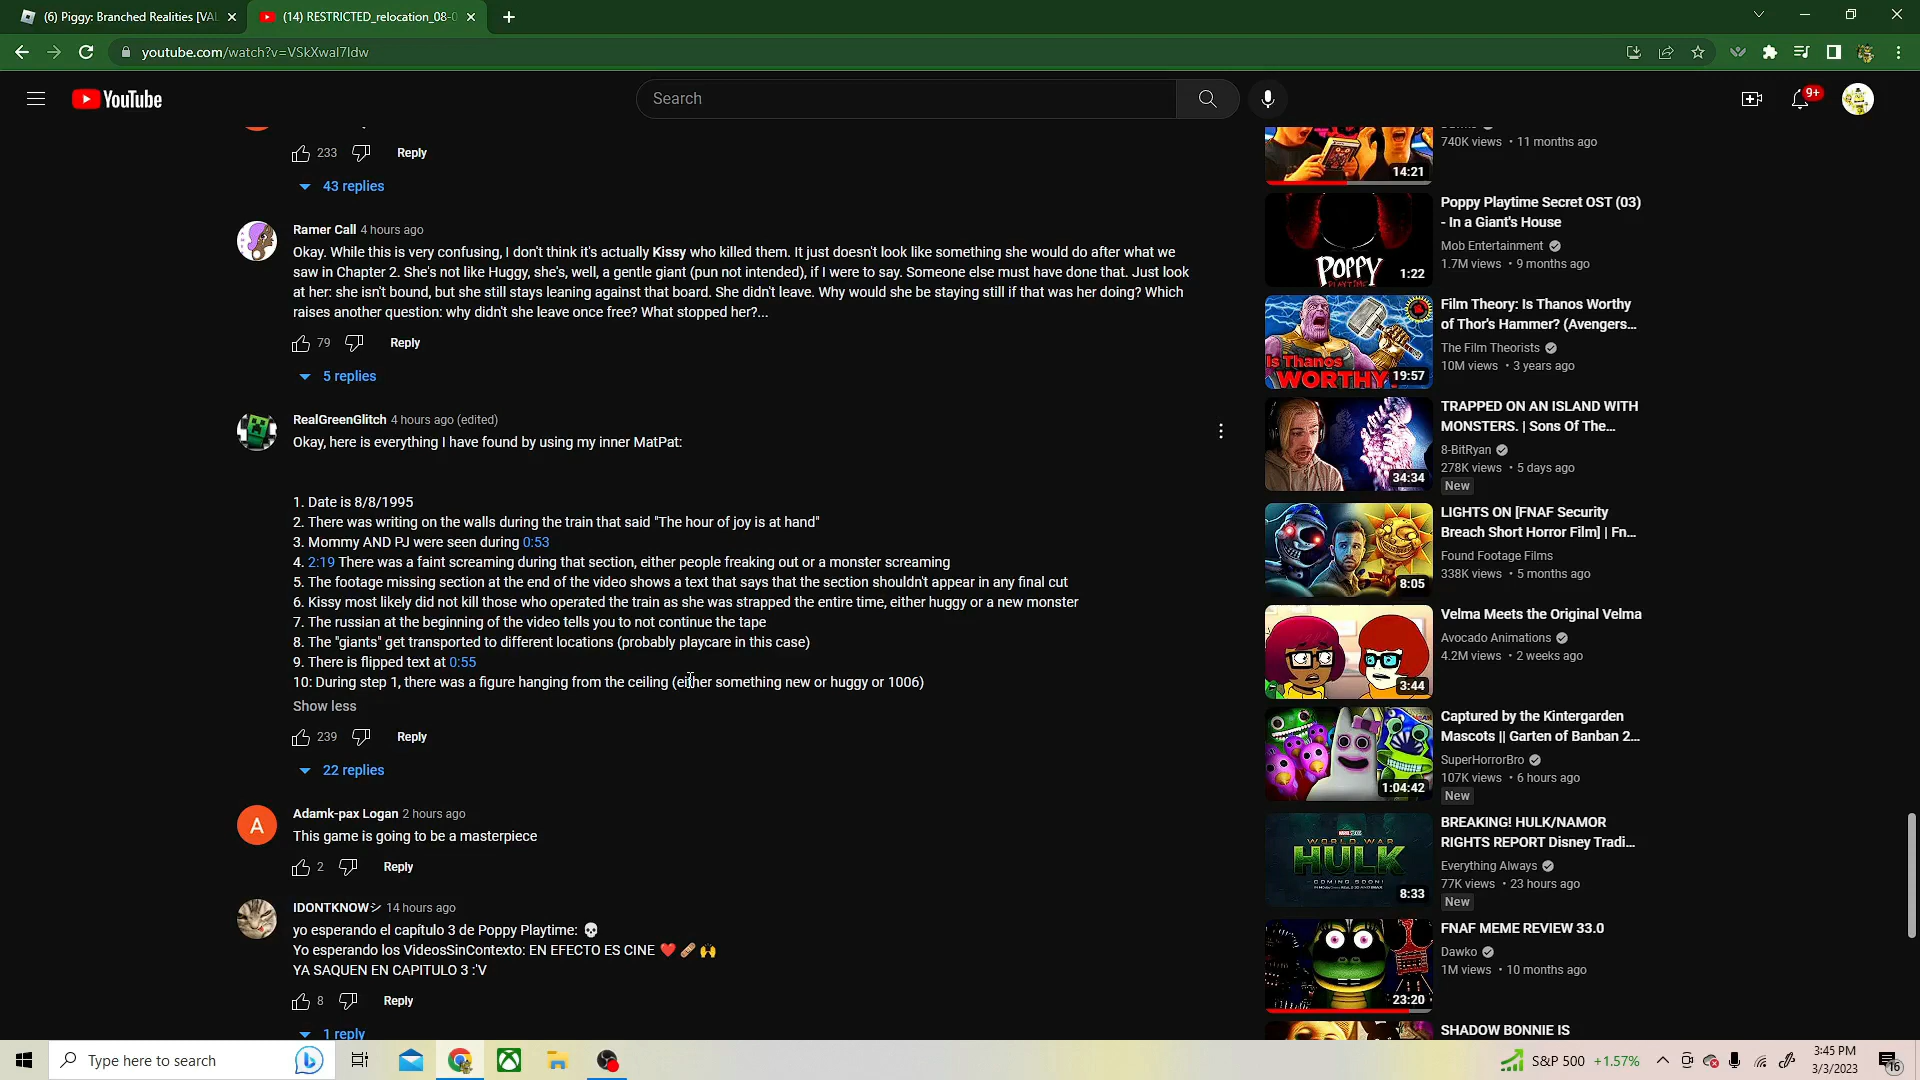 (6) Piggy: Branched Realities [VAL
(14) RESTRICTED_relocation_08-0
youtube.com/watch?v=VSkXwal7Idw
YouTube
Search
9+
233
Reply
43 replies
Ramer Call 4 hours ago
Okay. While this is very confusing, I don't think it's actually Kissy who killed them. It just doesn't look like something she would do after what we
saw in Chapter 2. She's not like Huggy, she's, well, a gentle giant (pun not intended), if I were to say. Someone else must have done that. Just look
at her: she isn't bound, but she still stays leaning against that board. She didn't leave. Why would she be staying still if that was her doing? Which
raises another question: why didn't she leave once free? What stopped her?...
79
Reply
5 replies
RealGreenGlitch 4 hours ago (edited)
Okay, here is everything I have found by using my inner MatPat:
1. Date is 8/8/1995
2. There was writing on the walls during the train that said "The hour of joy is at hand"
3. Mommy AND PJ were seen during 0:53
4. 2:19 There was a faint screaming during that section, either people freaking out or a monster screaming
5. The footage missing section at the end of the video shows a text that says that the section shouldn't appear in any final cut
6. Kissy most likely did not kill those who operated the train as she was strapped the entire time, either huggy or a new monster
7. The russian at the beginning of the video tells you to not continue the tape
8. The "giants" get transported to different locations (probably playcare in this case)
9. There is flipped text at 0:55
10: During step 1, there was a figure hanging from the ceiling (either something new or huggy or 1006)
Show less
239
Reply
22 replies
A
Adamk-pax Logan 2 hours ago
This game is going to be a masterpiece
2
Reply
IDONTKNOWシ 14 hours ago
yo esperando el capítulo 3 de Poppy Playtime: 💀
Yo esperando los VideosSinContexto: EN EFECTO ES CINE ❤️ 🩹 🙌
YA SAQUEN EN CAPITULO 3 :'V
8
Reply
1 reply
740K views • 11 months ago
14:21
Poppy Playtime Secret OST (03)
- In a Giant's House
Mob Entertainment
1.7M views • 9 months ago
POPPY
PLAYTIME
1:22
Film Theory: Is Thanos Worthy
of Thor's Hammer? (Avengers...
The Film Theorists
10M views • 3 years ago
Is Thanos
WORTHY
19:57
TRAPPED ON AN ISLAND WITH
MONSTERS. | Sons Of The...
8-BitRyan
278K views • 5 days ago
New
34:34
LIGHTS ON [FNAF Security
Breach Short Horror Film] | Fn...
Found Footage Films
338K views • 5 months ago
8:05
Velma Meets the Original Velma
Avocado Animations
4.2M views • 2 weeks ago
3:44
Captured by the Kintergarden
Mascots || Garten of Banban 2...
SuperHorrorBro
107K views • 6 hours ago
New
1:04:42
BREAKING! HULK/NAMOR
RIGHTS REPORT Disney Tradi...
Everything Always
77K views • 23 hours ago
New
WORLD WAR
HULK
COMING SOON!
8:33
FNAF MEME REVIEW 33.0
Dawko
1M views • 10 months ago
23:20
SHADOW BONNIE IS
Type here to search
S&P 500 +1.57%
3:45 PM
3/3/2023
16